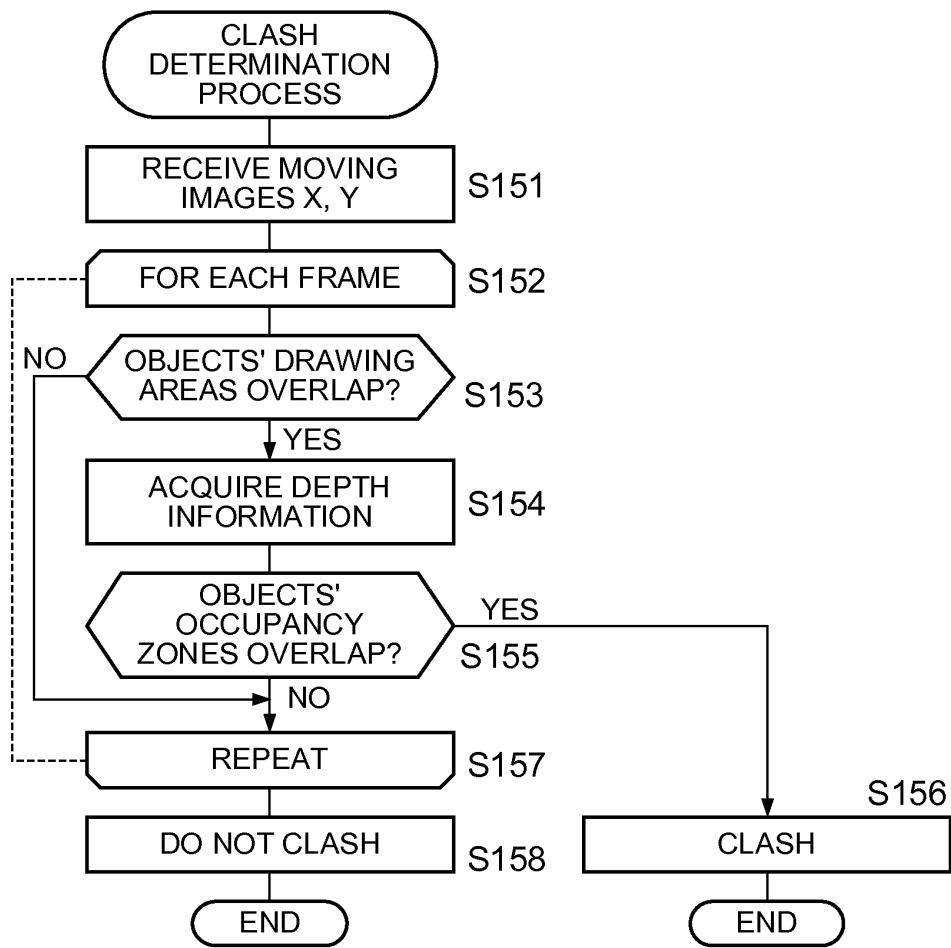 CLASH
DETERMINATION
PROCESS
RECEIVE MOVING
IMAGES X, Y
S151
FOR EACH FRAME
S152
NO
OBJECTS' DRAWING
AREAS OVERLAP?
S153
YES
ACQUIRE DEPTH
INFORMATION
S154
OBJECTS'
OCCUPANCY
ZONES OVERLAP?
YES
S155
NO
REPEAT
S157
S156
DO NOT CLASH
S158
CLASH
END
END